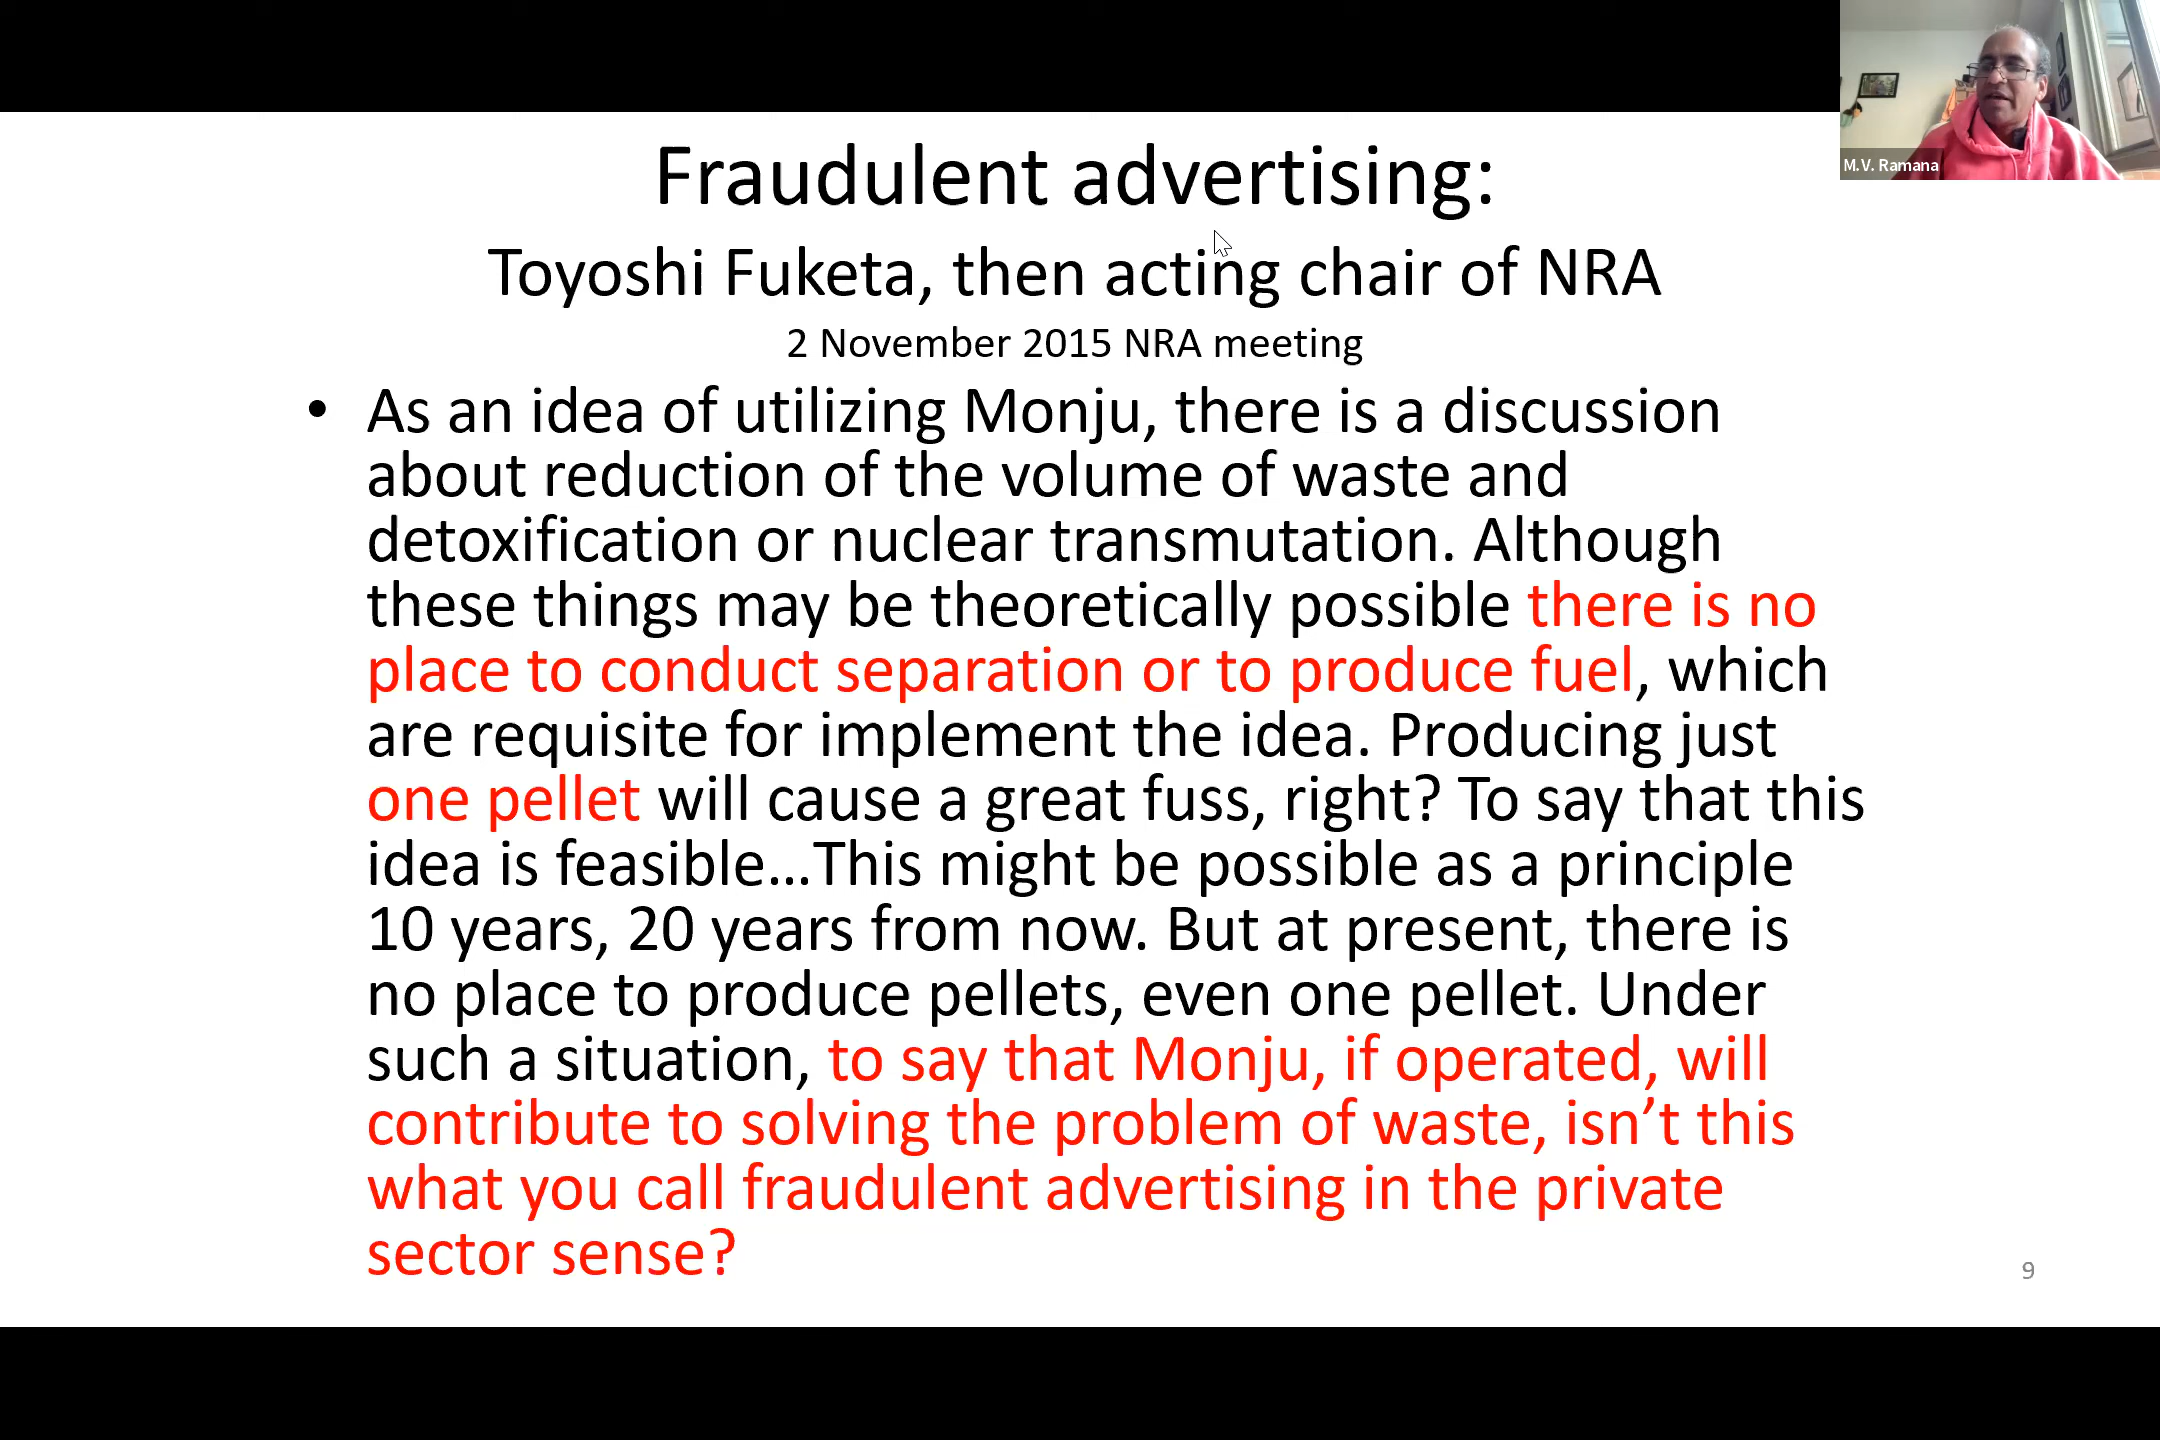 Fraudulent advertising:
Toyoshi Fuketa, then acting chair of NRA
2 November 2015 NRA meeting
• As an idea of utilizing Monju, there is a discussion
about reduction of the volume of waste and
detoxification or nuclear transmutation. Although
these things may be theoretically possible there is no
place to conduct separation or to produce fuel, which
are requisite for implement the idea. Producing just
one pellet will cause a great fuss, right? To say that this
idea is feasible...This might be possible as a principle
10 years, 20 years from now. But at present, there is
no place to produce pellets, even one pellet. Under
such a situation, to say that Monju, if operated, will
contribute to solving the problem of waste, isn’t this
what you call fraudulent advertising in the private
sector sense?
9
M.V. Ramana